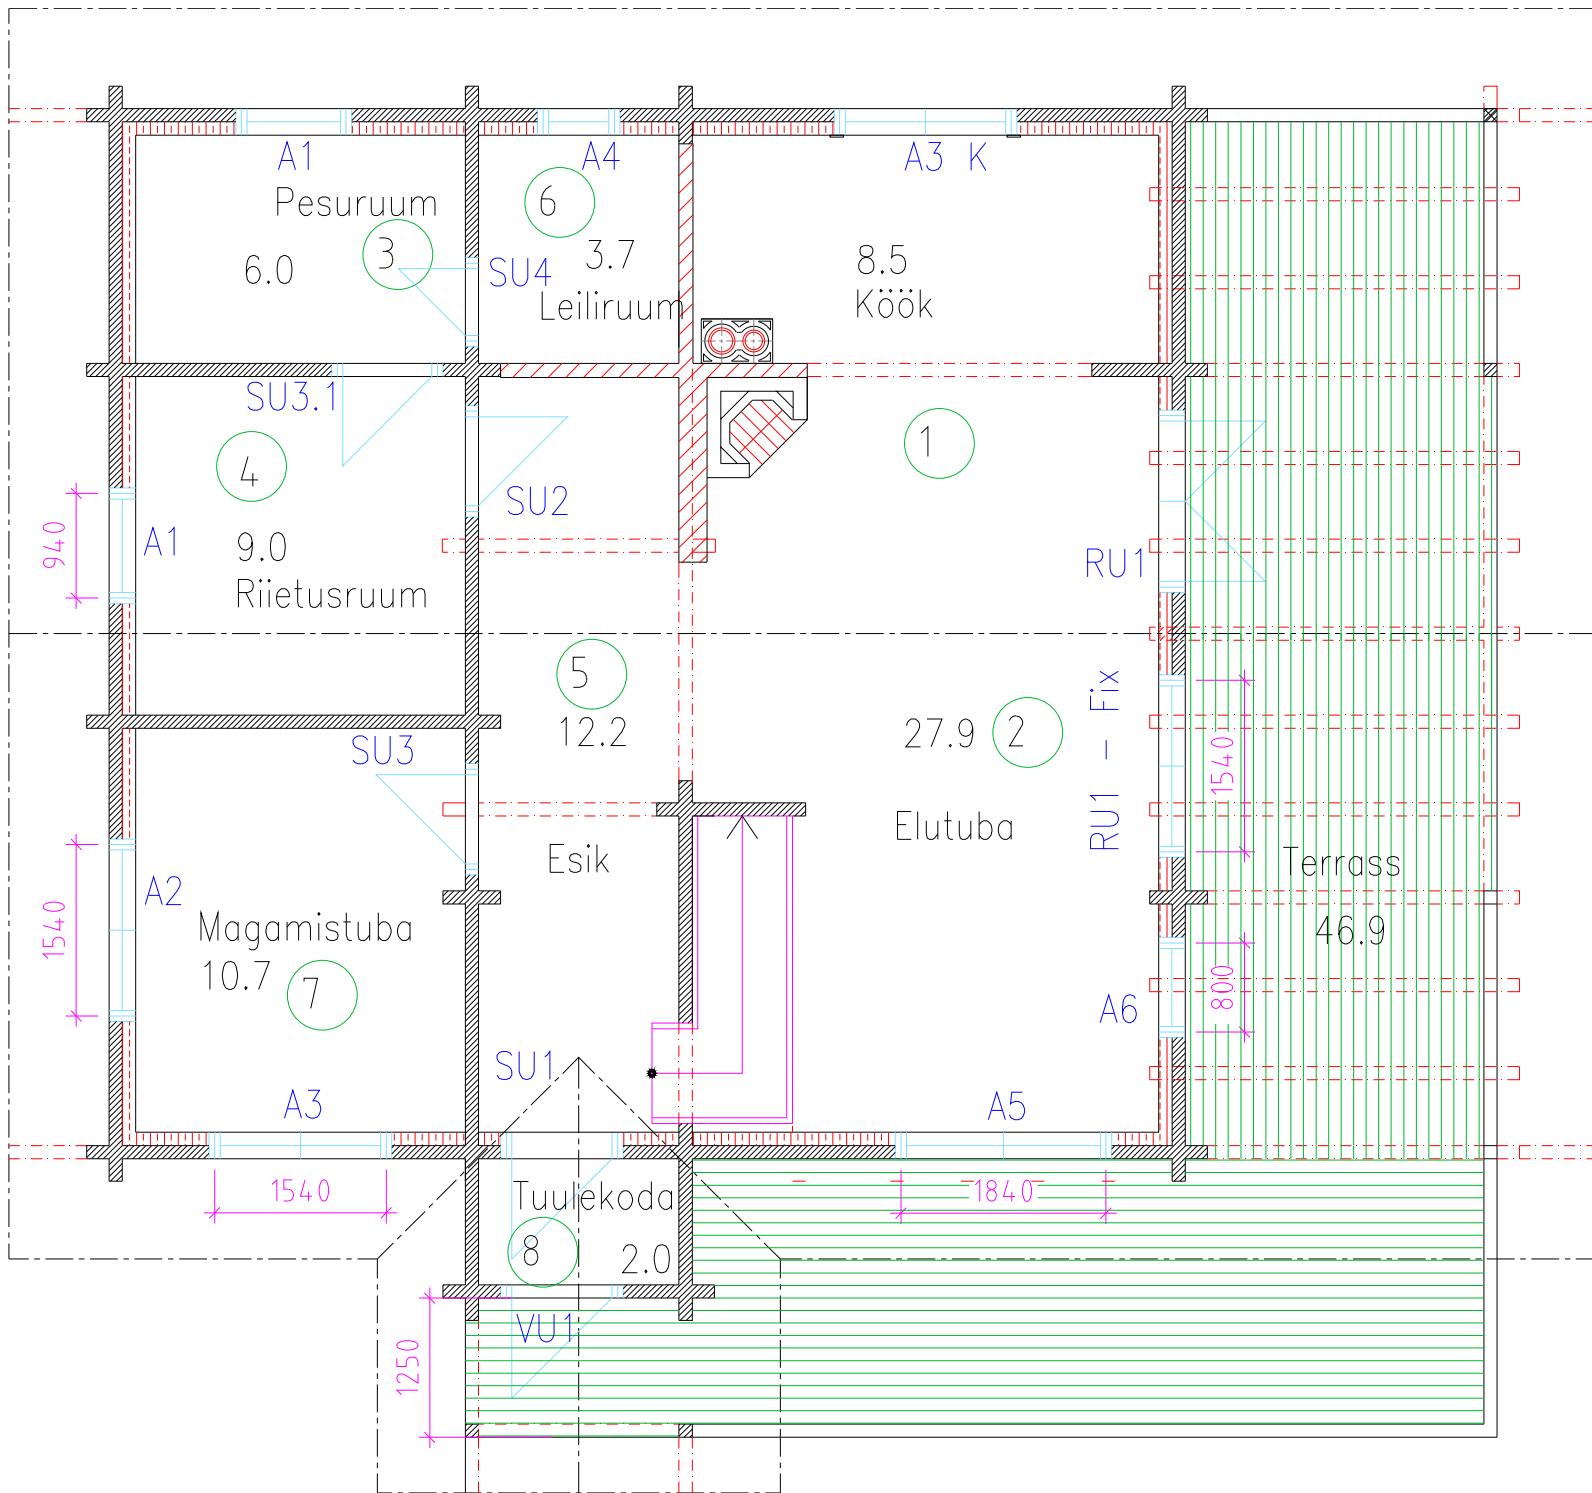 A1
A4
A3 K
Pesuruum
6
3
3.7
8.5
6.0
SU4
Leiliruum
Köök
SU3.1
1
4
SU2
940
A1
9.0
RU1
Riietusruum
5
RU1 - Fix
12.2
27.9
2
SU3
1540
Elutuba
Esik
Terrass
A2
1540
Magamistuba
46.9
10.7
7
800
A6
SU1
A3
A5
1540
Tuulekoda
1840
8
2.0
VU1
1250